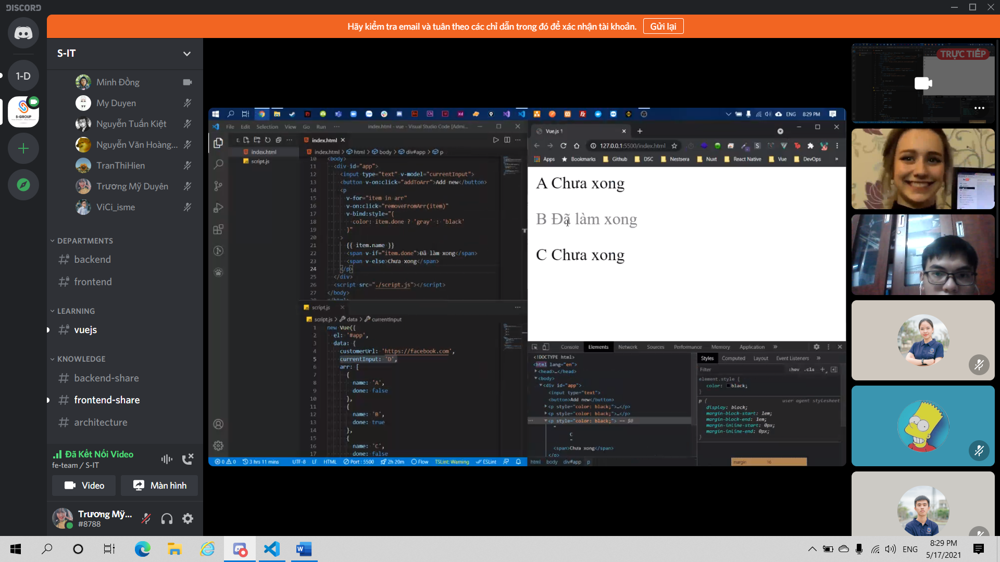 DISCORD
Hãy kiểm tra email và tuân theo các chỉ dẫn trong đó để xác nhận tài khoản.
Gửi lại
S-IT
1-D
S-GROUP
Minh Đồng
My Duyen
Nguyễn Tuấn Kiệt
Nguyễn Văn Hoàng...
TranThiHien
Trương Mỹ Duyên
ViCi_isme
DEPARTMENTS
backend
frontend
LEARNING
vuejs
KNOWLEDGE
backend-share
frontend-share
architecture
Đã Kết Nối Video
fe-team / S-IT
Video
Màn hình
Trương Mỹ...
#8788
ENG 8:29 PM
File Edit Selection View Go Run ···
index.html - vue - Visual Studio Code [Admi...
index.html
script.js
index.html
index.html > html > body > div#app > p
10 <body>
11 <div id="app">
12 <input type="text" v-model="currentInput">
13 <button v-on:click="addToArr">Add new</button>
14 <p
15 v-for="item in arr"
16 v-on:click="removeFromArr(item)"
17 v-bind:style="{
18 color: item.done ? 'gray' : 'black'
19 }"
20 >
21 {{ item.name }}
22 <span v-if="item.done">Đã làm xong</span>
23 <span v-else>Chưa xong</span>
24 </p>
25 </div>
26 <script src="./script.js"></script>
27 </body>
script.js
script.js > data > currentInput
1 new Vue({
2 el: '#app',
3 data: {
4 customerUrl: 'https://facebook.com',
5 currentInput: 'D',
6 arr: [
7 {
8 name: 'A',
9 done: false
10 },
11 {
12 name: 'B',
13 done: true
14 },
15 {
16 name: 'C',
17 done: false
0 0 3 hrs 11 mins UTF-8 LF HTML Port : 5500 2h 20m Flow TSLint: Warning ESLint
Vue.js 1
127.0.0.1:5500/index.html
Apps Bookmarks Github DSC Nestsera Nuxt React Native Vue DevOps »
A Chưa xong
B Đã làm xong
C Chưa xong
Console Elements Network Sources Performance Memory Application »
<!DOCTYPE html>
<html lang="en">
<head>…</head>
<body>
<div id="app">
<input type="text">
<button>Add new</button>
<p style="color: black;">…</p>
<p style="color: black;">…</p>
<p style="color: black;"> == $0
"
C
"
<span>Chưa xong</span>
</p>
html body div#app p
Styles Computed Layout Event Listeners »
Filter :hov .cls +
element.style {
color: black;
}
p { user agent stylesheet
display: block;
margin-block-start: 1em;
margin-block-end: 1em;
margin-inline-start: 0px;
margin-inline-end: 0px;
}
margin 16
TRỰC TIẾP
ENG
8:29 PM
5/17/2021